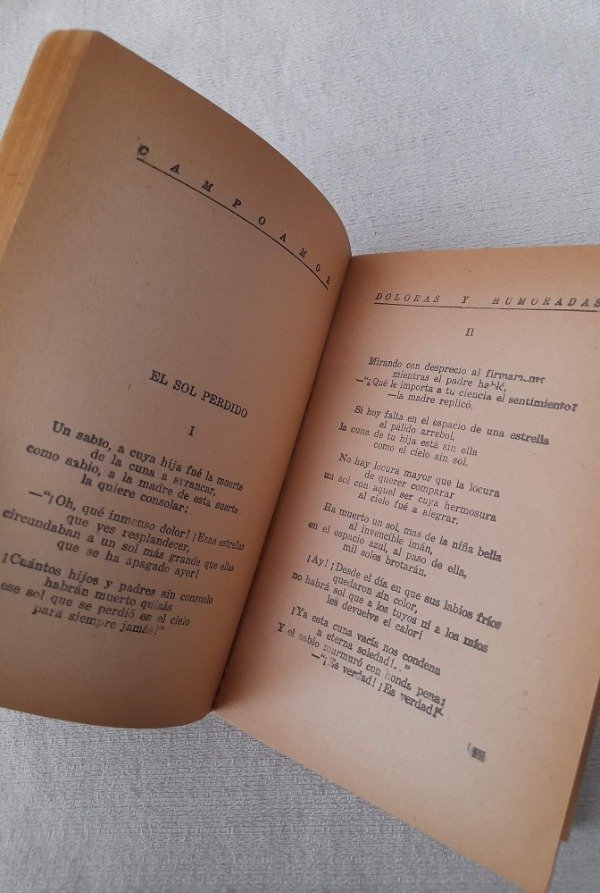 CAMPOAMOR
EL SOL PERDIDO
I
Un sabio, a cuya hija fué la muerte
de la cuna a arrancar,
como sabio, a la madre de esta suerte
la quiere consolar:
—"¡Oh, qué inmenso dolor! ¡Esas estrellas
que ves resplandecer,
circundaban a un sol más grande que ellas
que se ha apagado ayer!
¡Cuántos hijos y padres sin consuelo
habrán muerto quizás
ese sol que se perdió en el cielo
para siempre jamás!"
DOLORAS Y HUMORADAS
II
Mirando con desprecio al
mientras el padre habló,
—"¡Qué le importa a tu ciencia el sentimiento!
—la madre replicó.
Si hoy falta en el espacio de una estrella
el pálido arrebol,
la cuna de tu hija está sin ella
como el cielo sin sol.
No hay locura mayor que la locura
de querer comparar
un sol con aquel ser cuya hermosura
al cielo fué a alegrar.
Ha muerto un sol, mas de la niña bella
al invencible imán,
en el espacio azul, al paso de ella,
mil soles brotarán.
¡Ay! ¡Desde el día en que sus labios fríos
quedaron sin color,
no habrá sol que a los tuyos ni a los míos
les devuelva el calor!
¡Ya esta cuna vacía nos condena
a eterna soledad!.."
Y el sabio murmuró con honda pena:
—"¡Es verdad! ¡Es verdad!